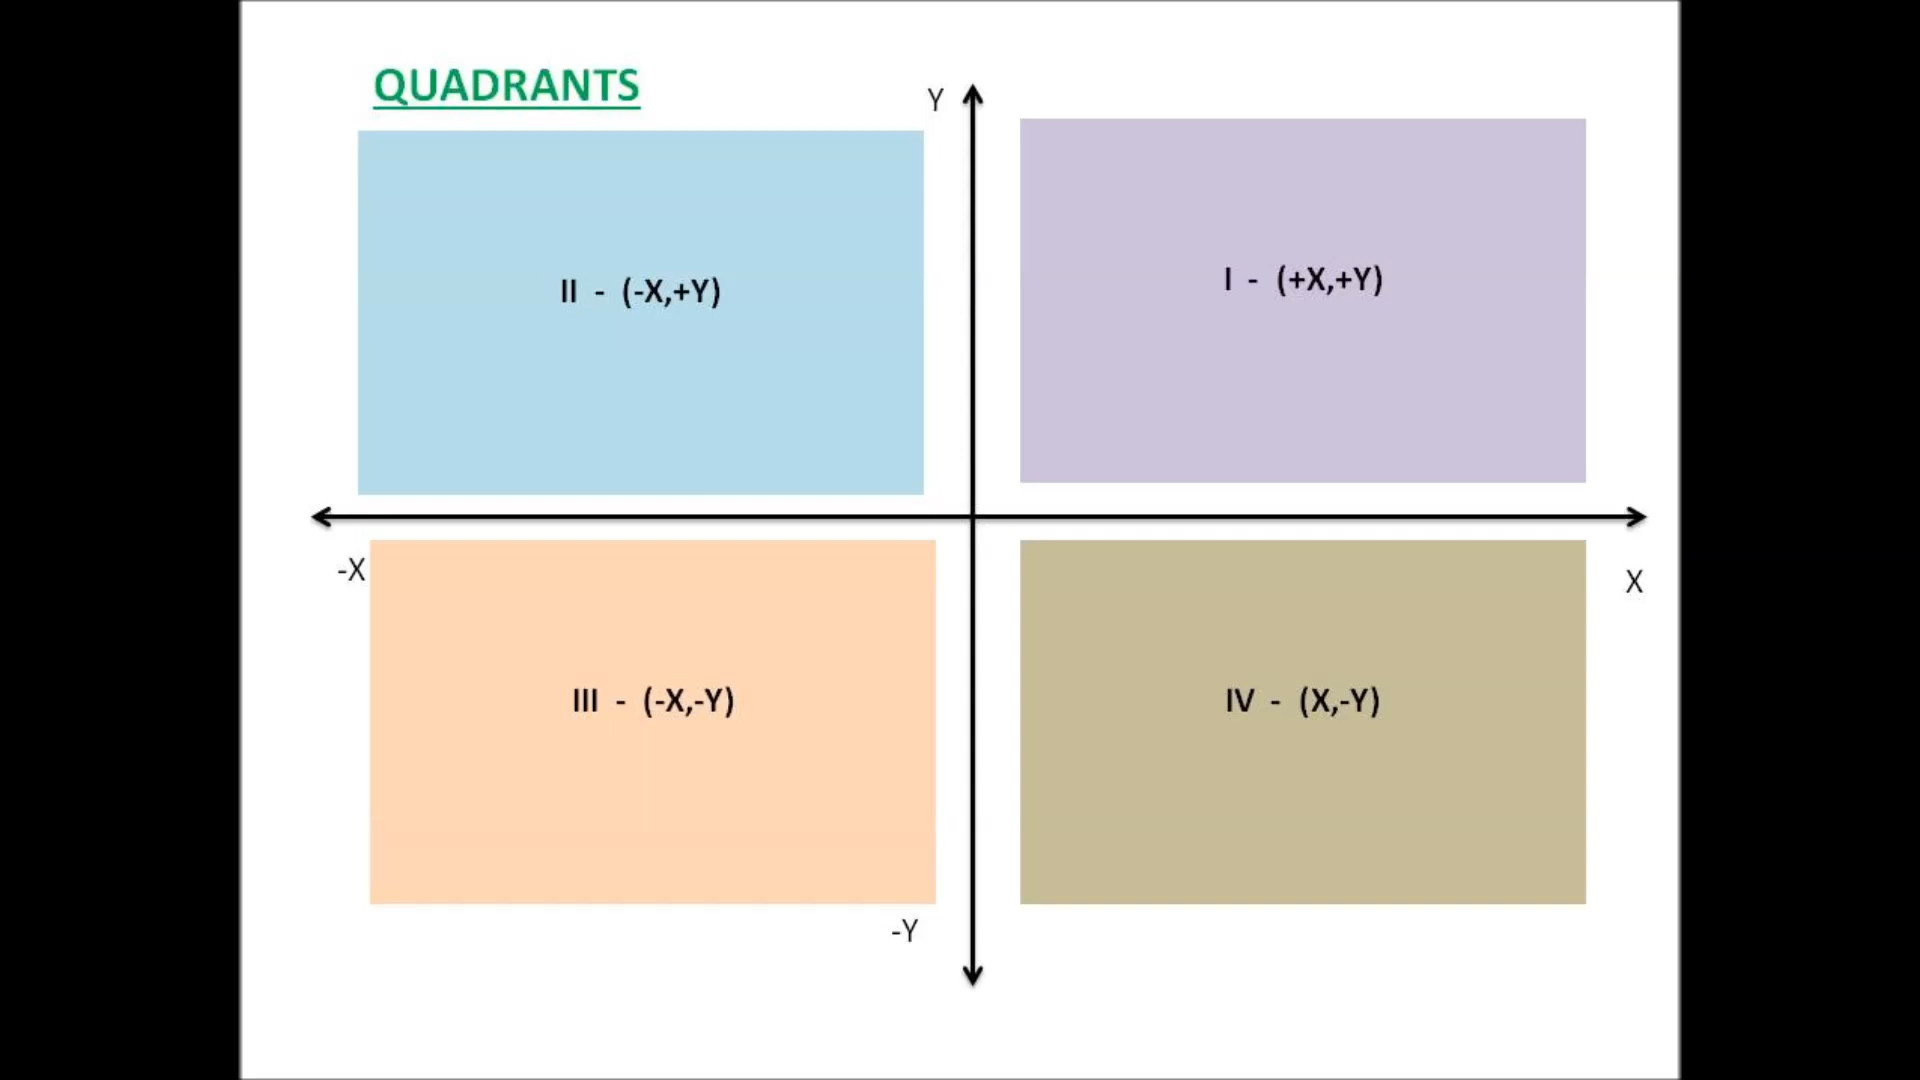 QUADRANTS
Y
II - (-X,+Y)
I - (+X,+Y)
-X
X
III - (-X,-Y)
IV - (X,-Y)
-Y